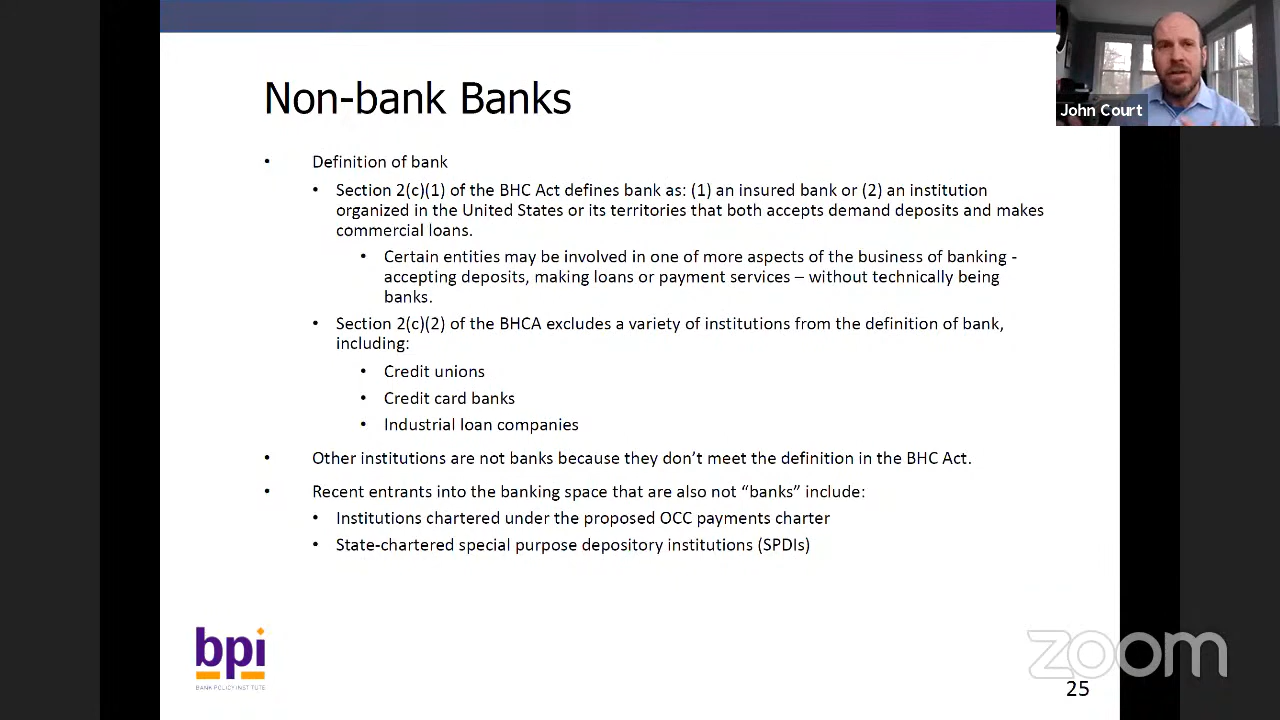 John Court
Non-bank Banks
• Definition of bank
• Section 2(c)(1) of the BHC Act defines bank as: (1) an insured bank or (2) an institution
organized in the United States or its territories that both accepts demand deposits and makes
commercial loans.
• Certain entities may be involved in one of more aspects of the business of banking -
accepting deposits, making loans or payment services – without technically being
banks.
• Section 2(c)(2) of the BHCA excludes a variety of institutions from the definition of bank,
including:
• Credit unions
• Credit card banks
• Industrial loan companies
• Other institutions are not banks because they don’t meet the definition in the BHC Act.
• Recent entrants into the banking space that are also not “banks” include:
• Institutions chartered under the proposed OCC payments charter
• State-chartered special purpose depository institutions (SPDIs)
bpi
BANK POLICY INSTITUTE
zoom
25